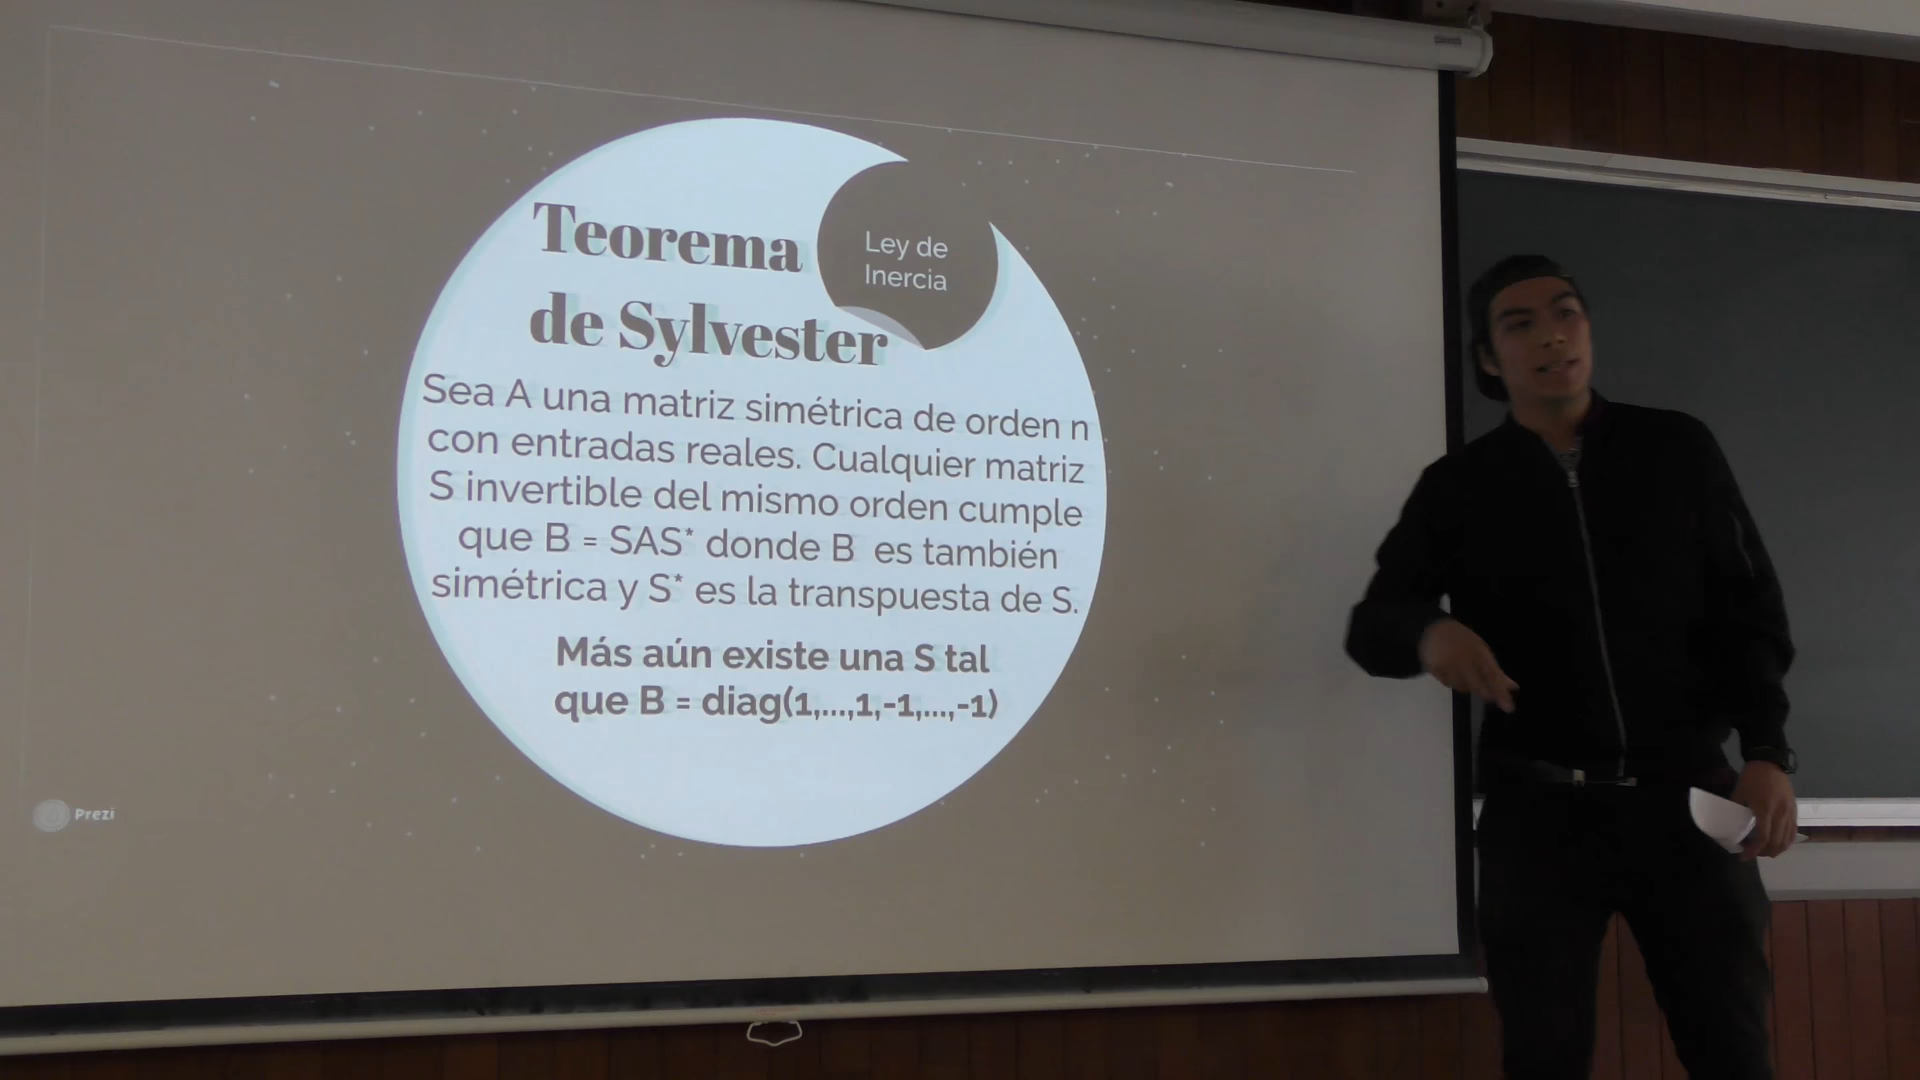 Teorema
de Sylvester
Ley de
Inercia
Sea A una matriz simétrica de orden n
con entradas reales. Cualquier matriz
S invertible del mismo orden cumple
que B = SAS* donde B es también
simétrica y S* es la transpuesta de S.
Más aún existe una S tal
que B = diag(1,...,1,-1,...,-1)
Prezi